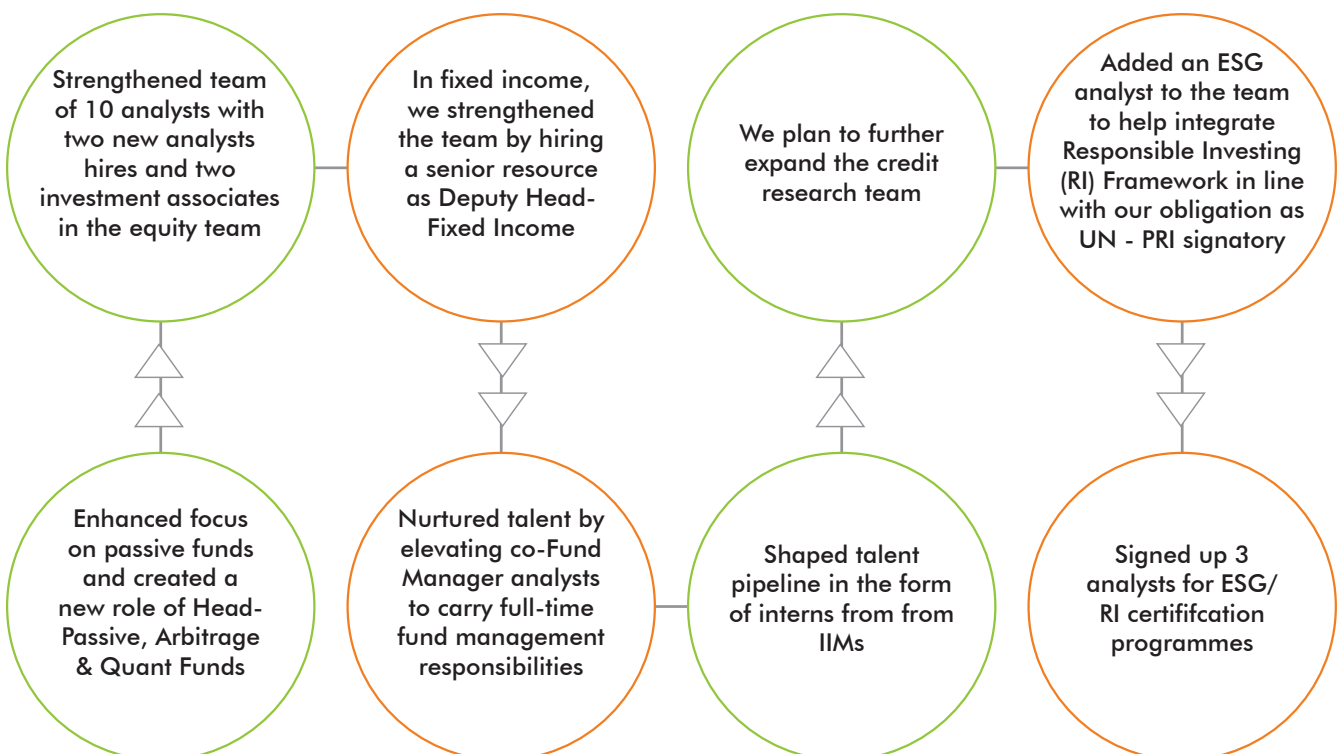 Strengthened team
of 10 analysts with
two new analysts
hires and two
investment associates
in the equity team
In fixed income,
we strengthened
the team by hiring
a senior resource
as Deputy Head-
Fixed Income
We plan to further
expand the credit
research team
Added an ESG
analyst to the team
to help integrate
Responsible Investing
(RI) Framework in line
with our obligation as
UN - PRI signatory
Enhanced focus
on passive funds
and created a
new role of Head-
Passive, Arbitrage
& Quant Funds
Nurtured talent by
elevating co-Fund
Manager analysts
to carry full-time
fund management
responsibilities
Shaped talent
pipeline in the form
of interns from from
IIMs
Signed up 3
analysts for ESG/
RI certififcation
programmes